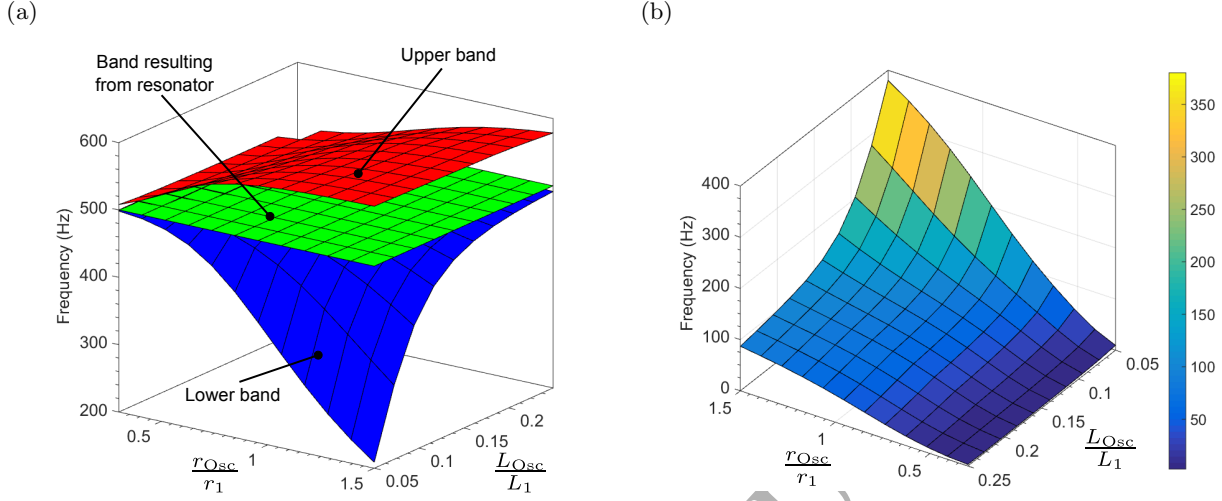 (a)
Band resulting
from resonator
Upper band
600
500
400
300
200
Frequency (Hz)
Lower band
0.5
1
1.5
r_Osc
r_1
0.05
0.1
0.15
0.2
L_Osc
L_1
(b)
400
300
200
100
0
Frequency (Hz)
1.5
1
0.5
r_Osc
r_1
0.05
0.1
0.15
0.2
0.25
L_Osc
L_1
350
300
250
200
150
100
50